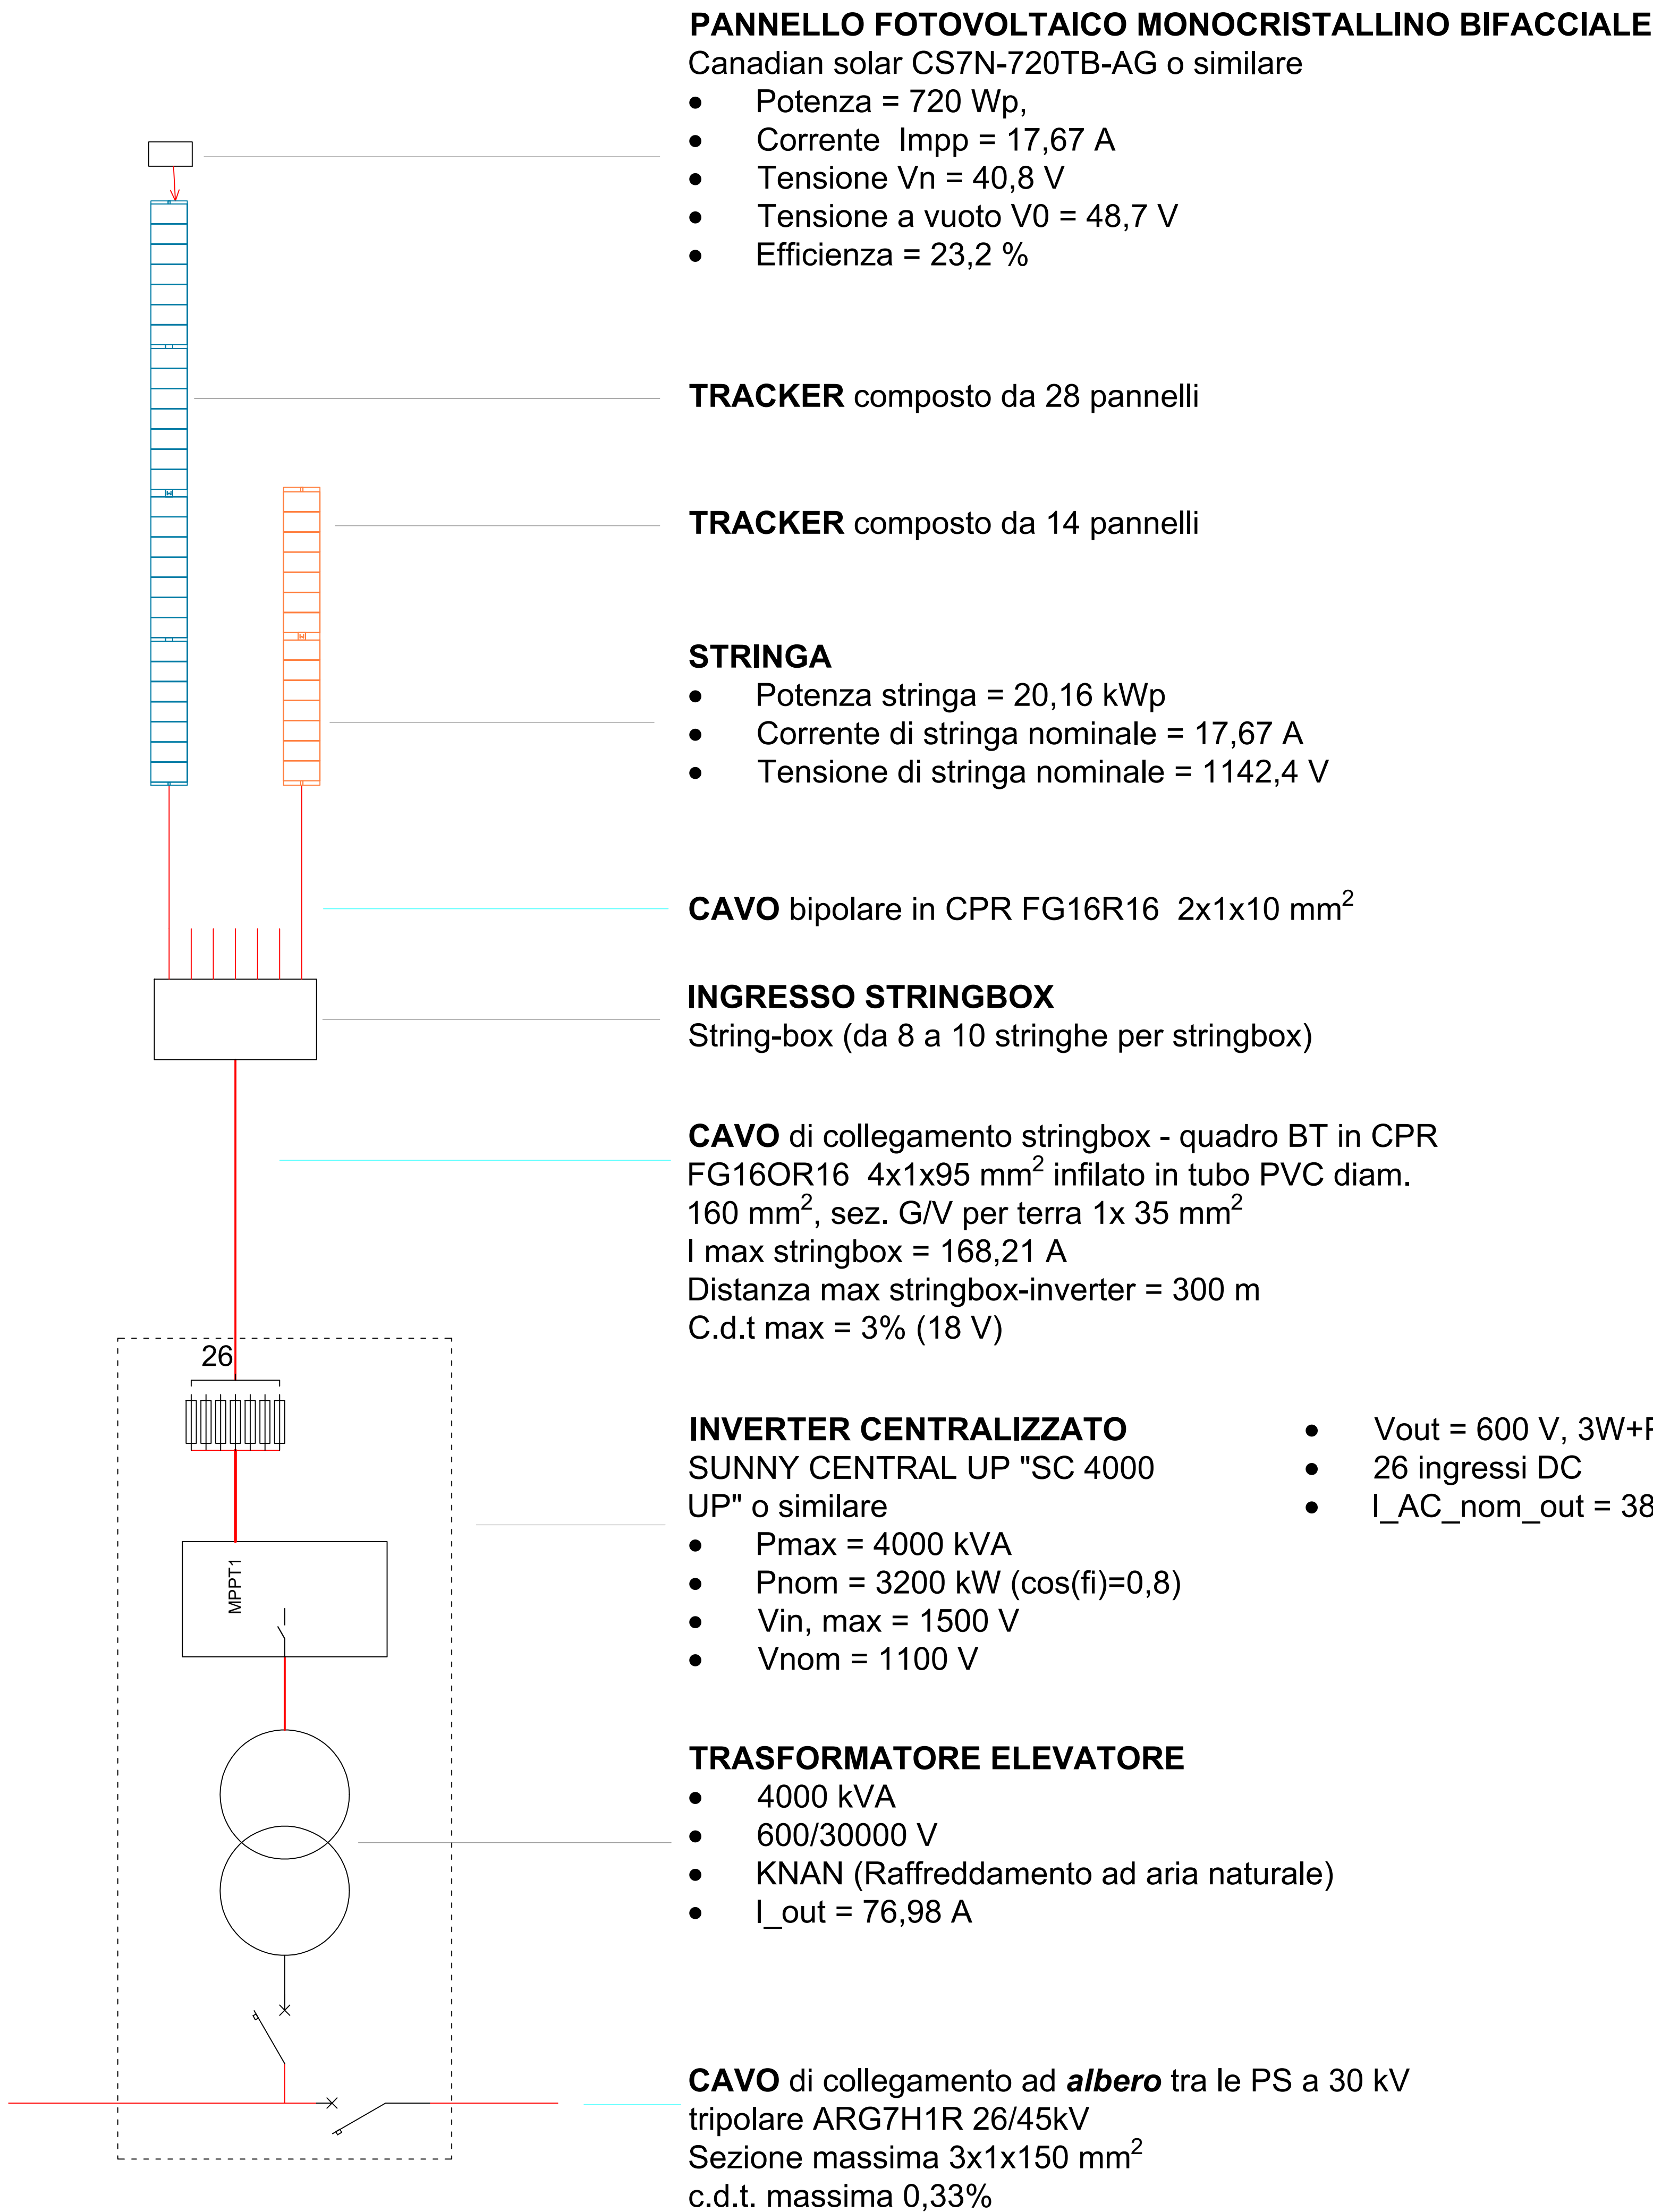 PANNELLO FOTOVOLTAICO MONOCRISTALLINO BIFACCIALE
Canadian solar CS7N-720TB-AG o similare
• Potenza = 720 Wp,
• Corrente Impp = 17,67 A
• Tensione Vn = 40,8 V
• Tensione a vuoto V0 = 48,7 V
• Efficienza = 23,2 %
TRACKER composto da 28 pannelli
TRACKER composto da 14 pannelli
STRINGA
• Potenza stringa = 20,16 kWp
• Corrente di stringa nominale = 17,67 A
• Tensione di stringa nominale = 1142,4 V
CAVO bipolare in CPR FG16R16 2x1x10 mm²
INGRESSO STRINGBOX
String-box (da 8 a 10 stringhe per stringbox)
CAVO di collegamento stringbox - quadro BT in CPR
FG16OR16 4x1x95 mm² infilato in tubo PVC diam.
160 mm², sez. G/V per terra 1x 35 mm²
I max stringbox = 168,21 A
Distanza max stringbox-inverter = 300 m
C.d.t max = 3% (18 V)
26
MPPT1
INVERTER CENTRALIZZATO
SUNNY CENTRAL UP "SC 4000
UP" o similare
• Pmax = 4000 kVA
• Pnom = 3200 kW (cos(fi)=0,8)
• Vin, max = 1500 V
• Vnom = 1100 V
• Vout = 600 V, 3W+
• 26 ingressi DC
• I_AC_nom_out = 38
TRASFORMATORE ELEVATORE
• 4000 kVA
• 600/30000 V
• KNAN (Raffreddamento ad aria naturale)
• I_out = 76,98 A
CAVO di collegamento ad albero tra le PS a 30 kV
tripolare ARG7H1R 26/45kV
Sezione massima 3x1x150 mm²
c.d.t. massima 0,33%